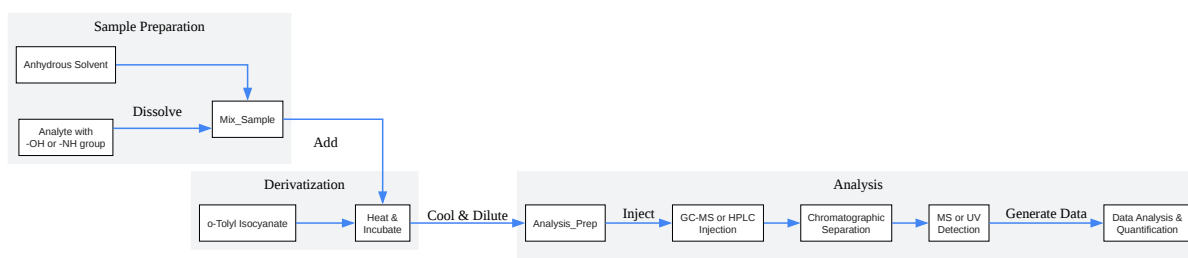 Sample Preparation
Anhydrous Solvent
Dissolve
Mix_Sample
Analyte with
-OH or -NH group
Add
Derivatization
o-Tolyl Isocyanate
Heat &
Incubate
Cool & Dilute
Analysis
Analysis_Prep
Inject
GC-MS or HPLC
Injection
Chromatographic
Separation
MS or UV
Detection
Generate Data
Data Analysis &
Quantification